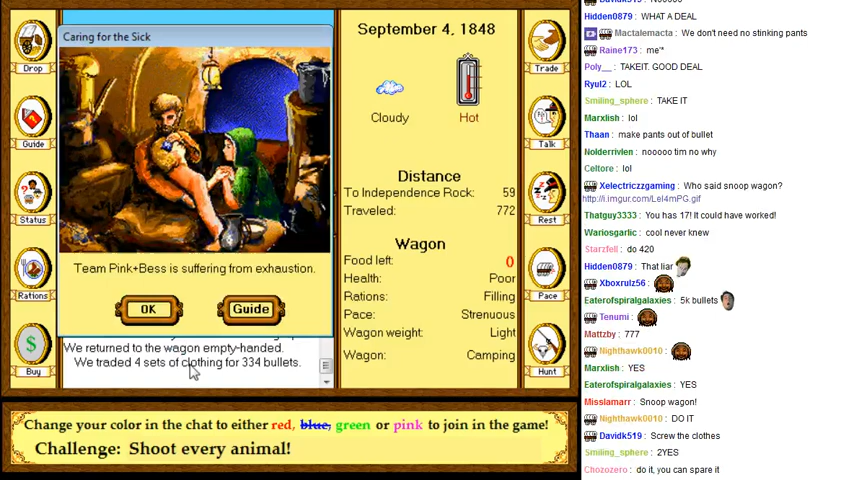 Caring for the Sick
Team Pink+Bess is suffering from exhaustion.
OK
Guide
We returned to the wagon empty-handed.
We traded 4 sets of clothing for 334 bullets.
Drop
Guide
Status
Rations
$
Buy
September 4, 1848
Cloudy
Hot
Distance
To Independence Rock: 59
Traveled: 772
Wagon
Food left: 0
Health: Poor
Rations: Filling
Pace: Strenuous
Wagon weight: Light
Wagon: Camping
Trade
Talk
Rest
Pace
Hunt
Change your color in the chat to either red, blue, green or pink to join in the game!
Challenge: Shoot every animal!
Hidden0879 : WHAT A DEAL
Mactalemacta : We don't need no stinking pants
Raine173 : me'*
Poly__ : TAKEIT. GOOD DEAL
Ryul2 : LOL
Smiling_sphere : TAKE IT
Marxlish : lol
Thaan : make pants out of bullet
Nolderrivien : nooooo tim no why
Celtore : lol
Xelectriczzgaming : Who said snoop wagon?
http://i.imgur.com/Lel4mPG.gif
Thatguy3333 : You has 17! It could have worked!
Wariosgarlic : cool never knew
Starzfell : do 420
Hidden0879 : That liar
Xboxrulz56 :
Eaterofspiralgalaxies : 5k bullets
Tenumi :
Mattzby : 777
Nighthawk0010 :
Marxlish : YES
Eaterofspiralgalaxies : YES
Misslamarr : Snoop wagon!
Nighthawk0010 : DO IT
Davidk519 : Screw the clothes
Smiling_sphere : 2YES
Chozozero : do it, you can spare it